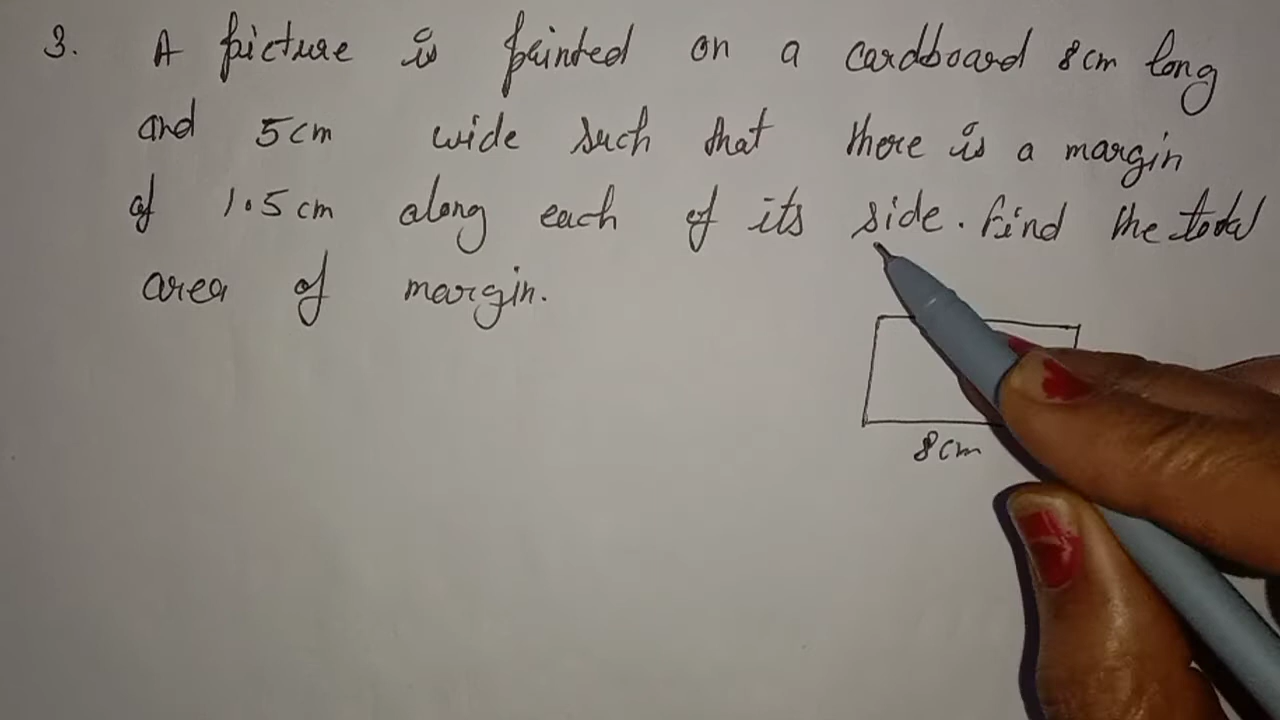 3. A picture is painted on a cardboard 8cm long
and 5cm wide such that there is a margin
of 1.5cm along each of its side. Find the total
area of margin.
8cm